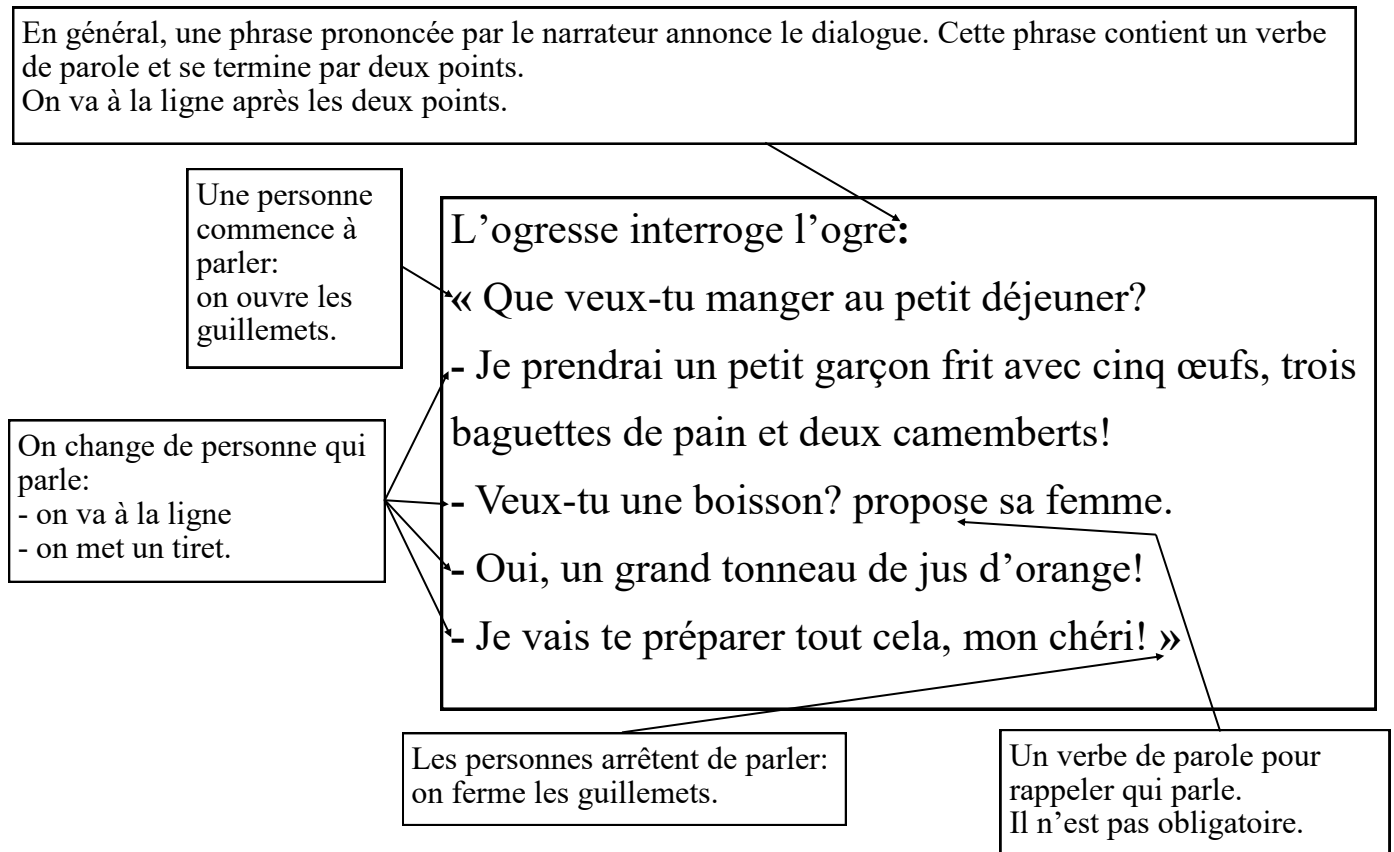 En général, une phrase prononcée par le narrateur annonce le dialogue. Cette phrase contient un verbe
de parole et se termine par deux points.
On va à la ligne après les deux points.
Une personne
commence à
parler:
on ouvre les
guillemets.
L’ogresse interroge l’ogre:
« Que veux-tu manger au petit déjeuner?
- Je prendrai un petit garçon frit avec cinq œufs, trois
baguettes de pain et deux camemberts!
- Veux-tu une boisson? propose sa femme.
- Oui, un grand tonneau de jus d’orange!
- Je vais te préparer tout cela, mon chéri! »
On change de personne qui
parle:
- on va à la ligne
- on met un tiret.
Les personnes arrêtent de parler:
on ferme les guillemets.
Un verbe de parole pour
rappeler qui parle.
Il n’est pas obligatoire.